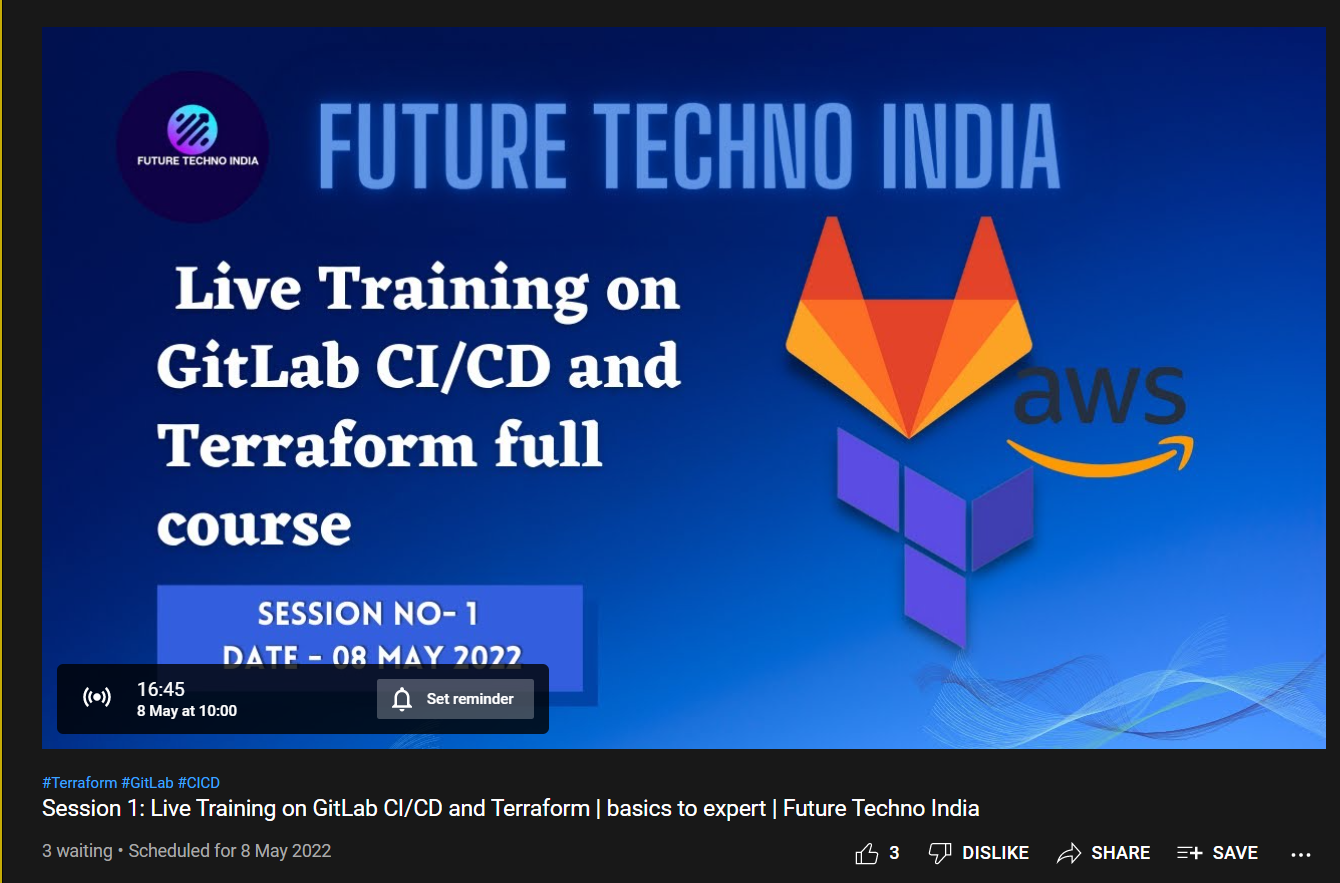 FUTURE TECHNO INDIA
FUTURE TECHNO INDIA
Live Training on
GitLab CI/CD and
Terraform full
course
aws
SESSION NO- 1
DATE - 08 MAY 2022
16:45
8 May at 10:00
Set reminder
#Terraform #GitLab #CICD
Session 1: Live Training on GitLab CI/CD and Terraform | basics to expert | Future Techno India
3 waiting • Scheduled for 8 May 2022
3 DISLIKE SHARE SAVE